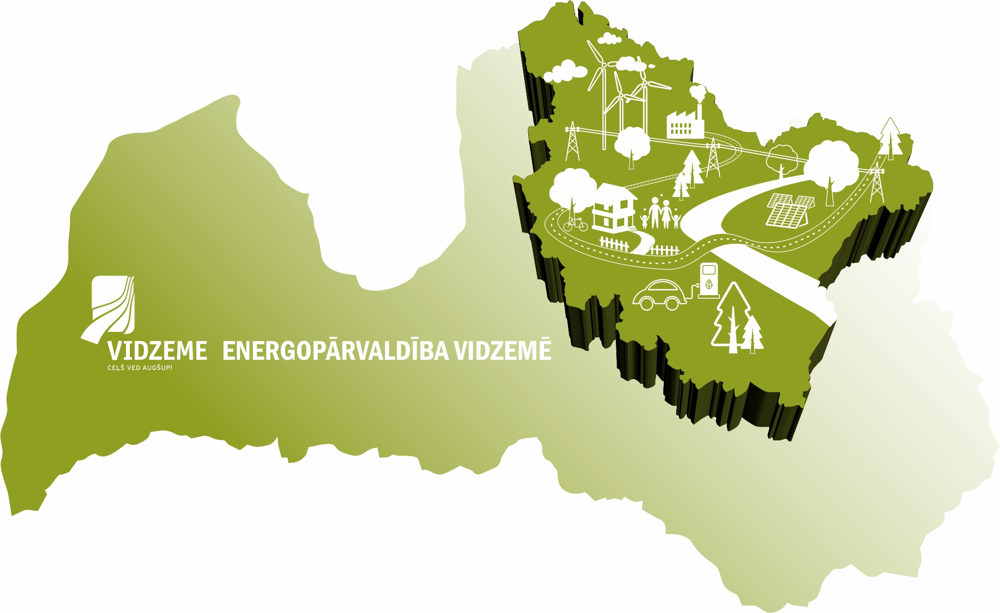 VIDZEME ENERGOPĀRVALDĪBA VIDZEMĒ
CEĻŠ VED AUGŠUP!